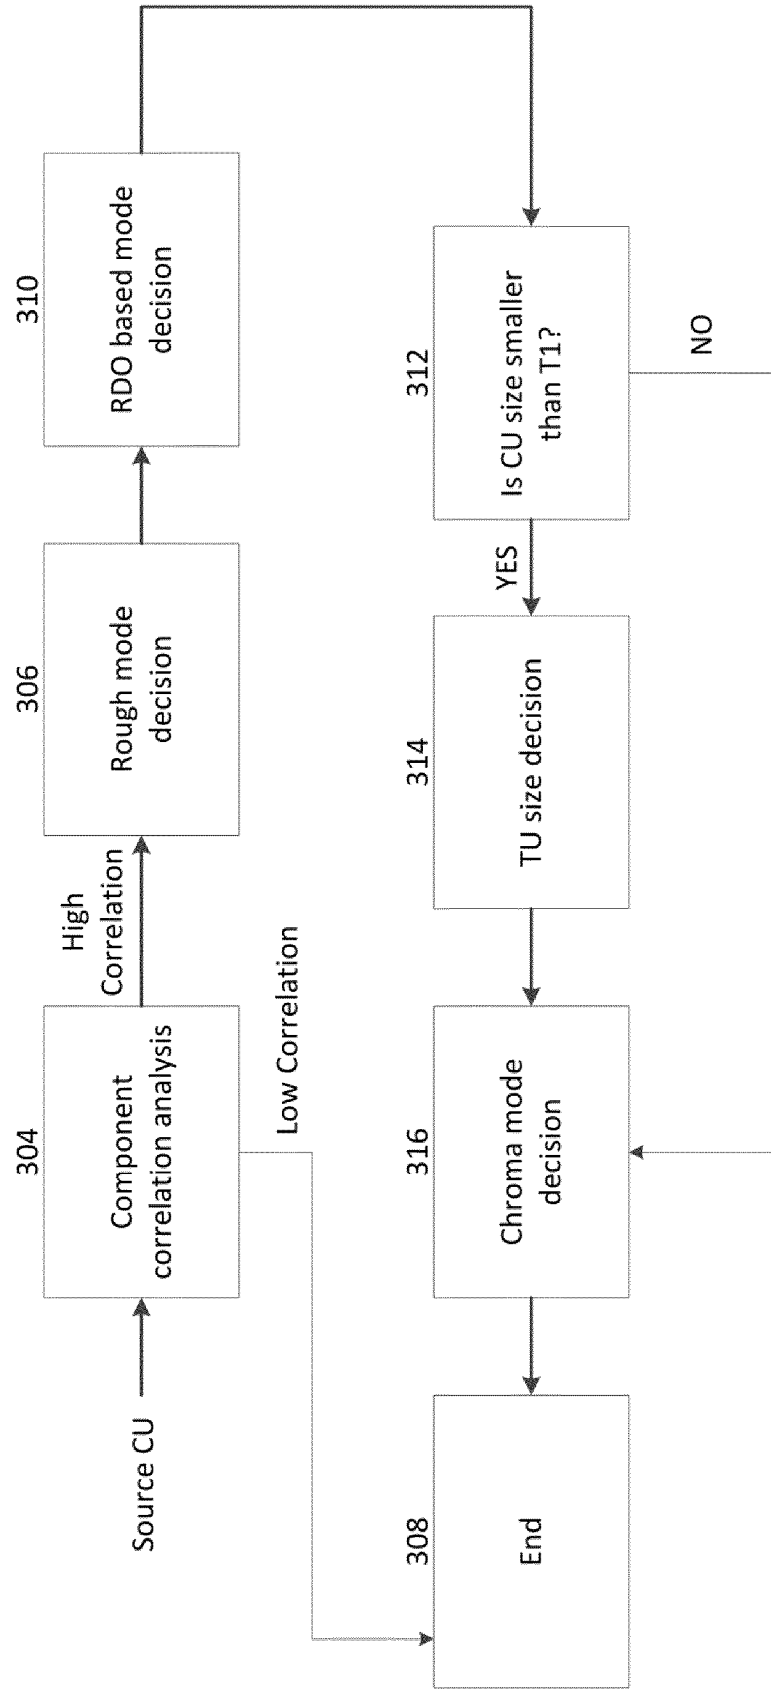 Source CU
304
Component
correlation analysis
High
Correlation
Low Correlation
306
Rough mode
decision
310
RDO based mode
decision
312
Is CU size smaller
than T1?
YES
NO
314
TU size decision
316
Chroma mode
decision
308
End